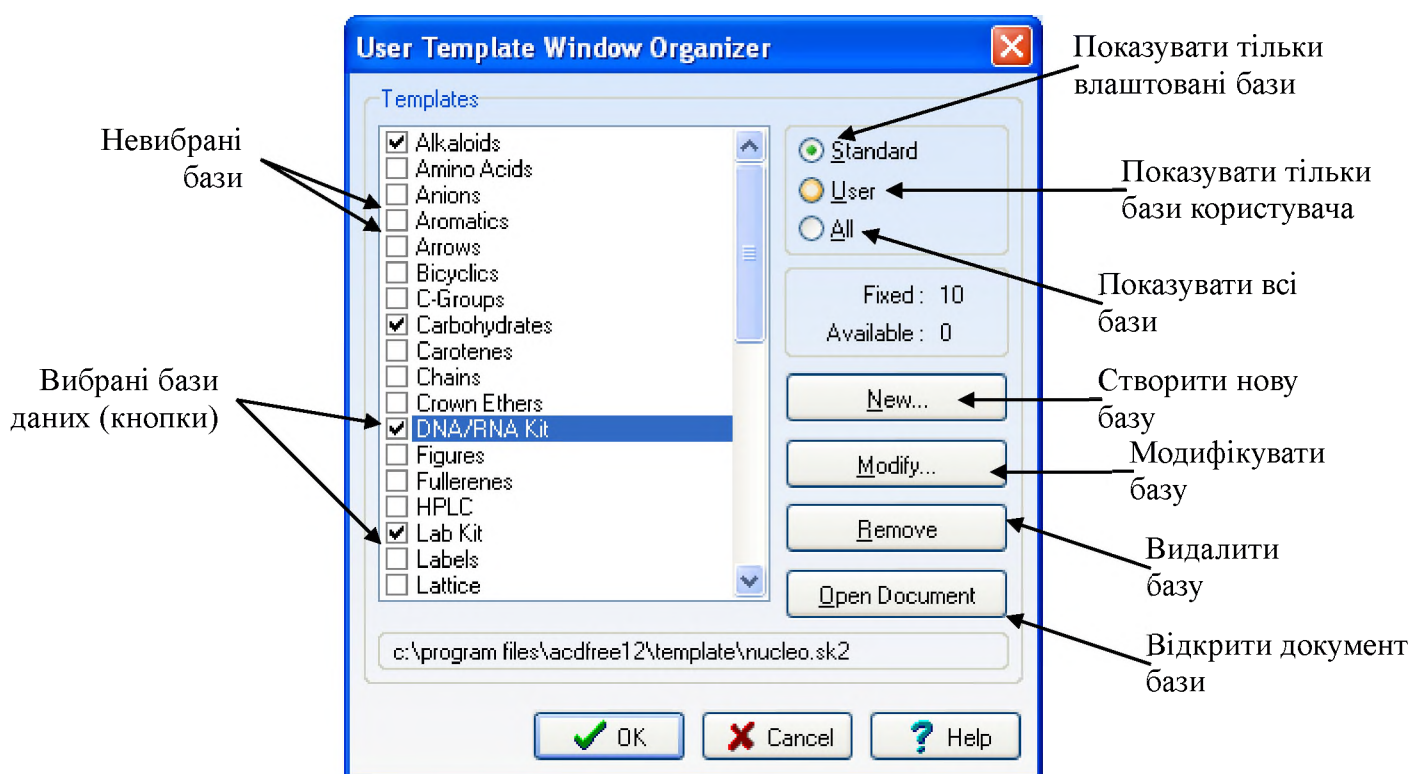 User Template Window Organizer
Templates
Alkaloids
Amino Acids
Anions
Aromatics
Arrows
Bicyclics
C-Groups
Carbohydrates
Carotenes
Chains
Crown Ethers
DNA/RNA Kit
Figures
Fullerenes
HPLC
Lab Kit
Labels
Lattice
Standard
User
All
Fixed : 10
Available : 0
New...
Modify...
Remove
Open Document
c:\program files\acdfree12\template\nucleo.sk2
OK
Cancel
Help
Невибрані
бази
Вибрані бази
даних (кнопки)
Показувати тільки
влаштовані бази
Показувати тільки
бази користувача
Показувати всі
бази
Створити нову
базу
Модифікувати
базу
Видалити
базу
Відкрити документ
бази